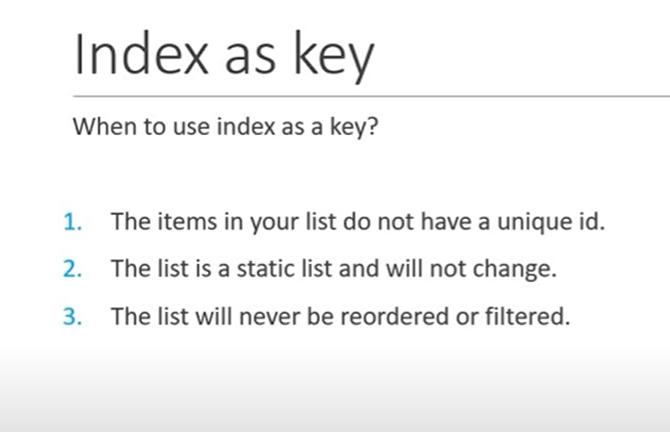 Index as key
When to use index as a key?
1. The items in your list do not have a unique id.
2. The list is a static list and will not change.
3. The list will never be reordered or filtered.